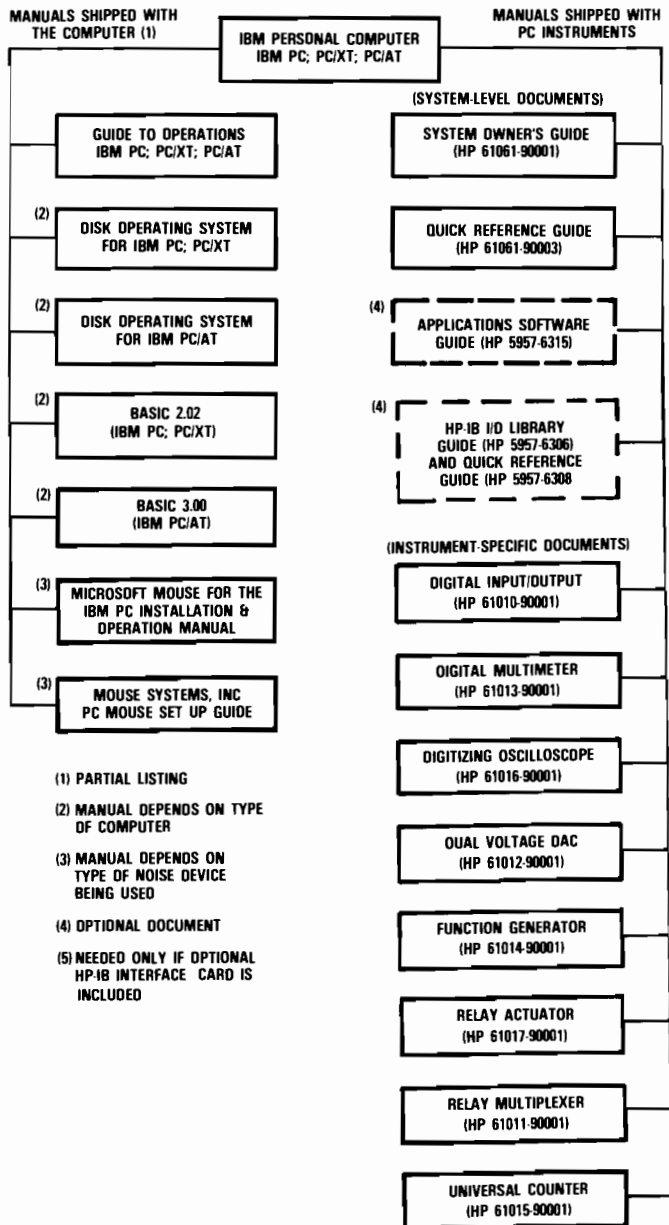 MANUALS SHIPPED WITH
THE COMPUTER (1)
IBM PERSONAL COMPUTER
IBM PC; PC/XT; PC/AT
MANUALS SHIPPED WITH
PC INSTRUMENTS
GUIDE TO OPERATIONS
IBM PC; PC/XT; PC/AT
(2)
DISK OPERATING SYSTEM
FOR IBM PC; PC/XT
(2)
DISK OPERATING SYSTEM
FOR IBM PC/AT
(2)
BASIC 2.02
(IBM PC; PC/XT)
(2)
BASIC 3.00
(IBM PC/AT)
(3)
MICROSOFT MOUSE FOR THE
IBM PC INSTALLATION &
OPERATION MANUAL
(3)
MOUSE SYSTEMS, INC
PC MOUSE SET UP GUIDE
(1) PARTIAL LISTING
(2) MANUAL DEPENDS ON TYPE
OF COMPUTER
(3) MANUAL DEPENDS ON
TYPE OF NOISE DEVICE
BEING USED
(4) OPTIONAL DOCUMENT
(5) NEEDED ONLY IF OPTIONAL
HP-IB INTERFACE CARD IS
INCLUDED
(SYSTEM-LEVEL DOCUMENTS)
SYSTEM OWNER'S GUIDE
(HP 61061-90001)
QUICK REFERENCE GUIDE
(HP 61061-90003)
(4)
APPLICATIONS SOFTWARE
GUIDE (HP 5957-6315)
(4)
HP-IB I/D LIBRARY
GUIDE (HP 5957-6306)
AND QUICK REFERENCE
GUIDE (HP 5957-6308
(INSTRUMENT-SPECIFIC DOCUMENTS)
DIGITAL INPUT/OUTPUT
(HP 61010-90001)
OIGITAL MULTIMETER
(HP 61013-90001)
DIGITIZING OSCILLOSCOPE
(HP 61016-90001)
OUAL VOLTAGE DAC
(HP 61012-90001)
FUNCTION GENERATOR
(HP 61014-90001)
RELAY ACTUATOR
(HP 61017-90001)
RELAY MULTIPLEXER
(HP 61011-90001)
UNIVERSAL COUNTER
(HP 61015-90001)